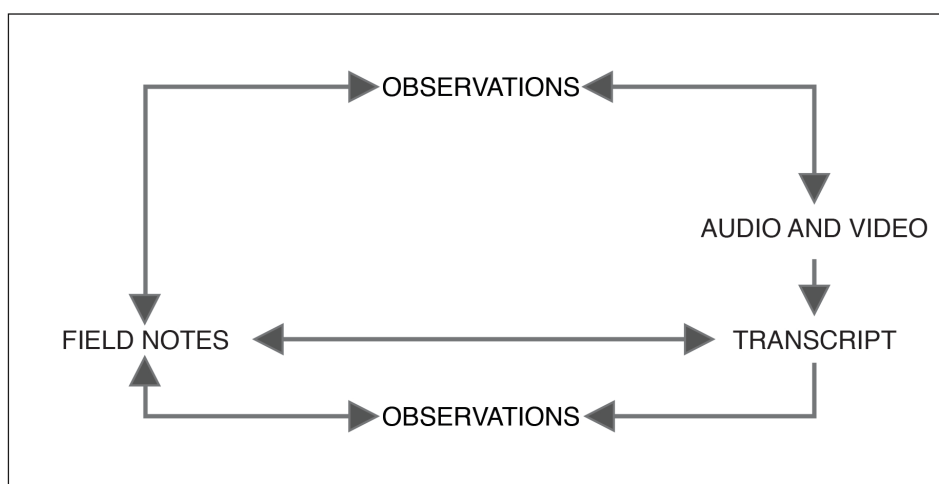 OBSERVATIONS
AUDIO AND VIDEO
FIELD NOTES
TRANSCRIPT
OBSERVATIONS